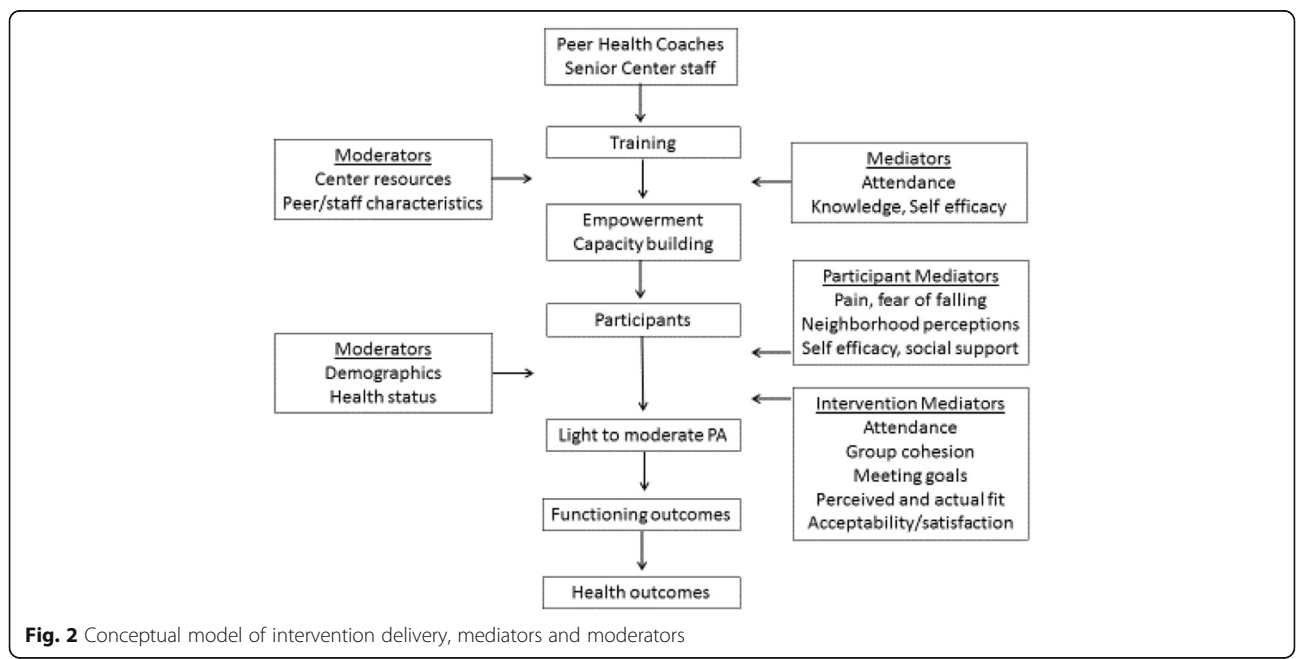 Peer Health Coaches
Senior Center staff
Training
Moderators
Center resources
Peer/staff characteristics
Mediators
Attendance
Knowledge, Self efficacy
Empowerment
Capacity building
Participant Mediators
Pain, fear of falling
Neighborhood perceptions
Self efficacy, social support
Participants
Moderators
Demographics
Health status
Intervention Mediators
Attendance
Group cohesion
Meeting goals
Perceived and actual fit
Acceptability/satisfaction
Light to moderate PA
Functioning outcomes
Health outcomes
Fig. 2 Conceptual model of intervention delivery, mediators and moderators